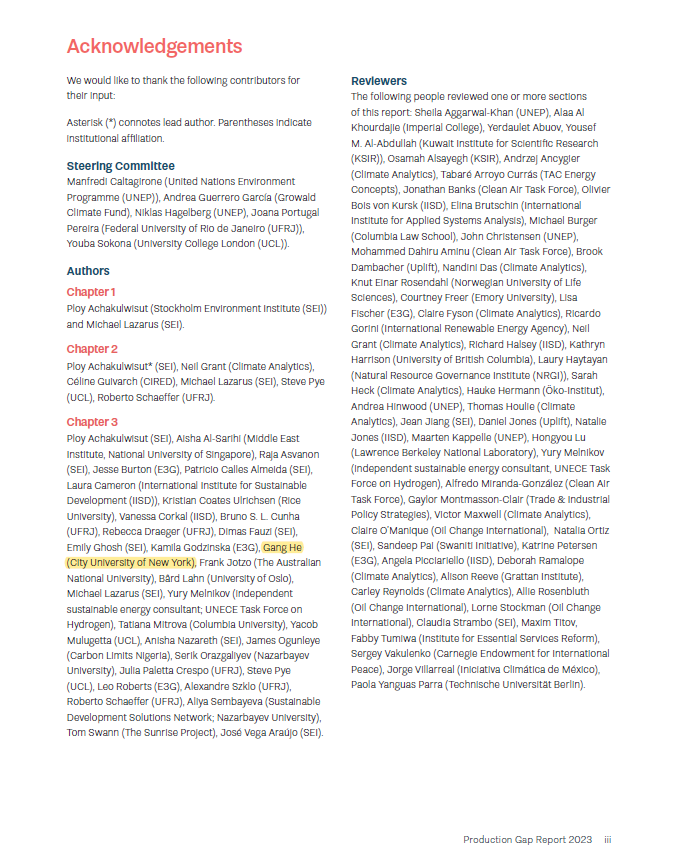 Acknowledgements
We would like to thank the following contributors for
their input:
Asterisk (*) connotes lead author. Parentheses indicate
institutional affiliation.
Steering Committee
Manfredi Caltagirone (United Nations Environment
Programme (UNEP)), Andrea Guerrero García (Growald
Climate Fund), Niklas Hagelberg (UNEP), Joana Portugal
Pereira (Federal University of Rio de Janeiro (UFRJ)),
Youba Sokona (University College London (UCL)).
Authors
Chapter 1
Ploy Achakulwisut (Stockholm Environment Institute (SEI))
and Michael Lazarus (SEI).
Chapter 2
Ploy Achakulwisut* (SEI), Neil Grant (Climate Analytics),
Céline Guivarch (CIRED), Michael Lazarus (SEI), Steve Pye
(UCL), Roberto Schaeffer (UFRJ).
Chapter 3
Ploy Achakulwisut (SEI), Aisha Al-Sarihi (Middle East
Institute, National University of Singapore), Raja Asvanon
(SEI), Jesse Burton (E3G), Patricio Calles Almeida (SEI),
Laura Cameron (International Institute for Sustainable
Development (IISD)), Kristian Coates Ulrichsen (Rice
University), Vanessa Corkal (IISD), Bruno S. L. Cunha
(UFRJ), Rebecca Draeger (UFRJ), Dimas Fauzi (SEI),
Emily Ghosh (SEI), Kamila Godzinska (E3G), Gang He
(City University of New York), Frank Jotzo (The Australian
National University), Bård Lahn (University of Oslo),
Michael Lazarus (SEI), Yury Melnikov (independent
sustainable energy consultant; UNECE Task Force on
Hydrogen), Tatiana Mitrova (Columbia University), Yacob
Mulugetta (UCL), Anisha Nazareth (SEI), James Ogunleye
(Carbon Limits Nigeria), Serik Orazgaliyev (Nazarbayev
University), Julia Paletta Crespo (UFRJ), Steve Pye
(UCL), Leo Roberts (E3G), Alexandre Szklo (UFRJ),
Roberto Schaeffer (UFRJ), Aliya Sembayeva (Sustainable
Development Solutions Network; Nazarbayev University),
Tom Swann (The Sunrise Project), José Vega Araújo (SEI).
Reviewers
The following people reviewed one or more sections
of this report: Sheila Aggarwal-Khan (UNEP), Alaa Al
Khourdajie (Imperial College), Yerdaulet Abuov, Yousef
M. Al-Abdullah (Kuwait Institute for Scientific Research
(KSIR)), Osamah Alsayegh (KSIR), Andrzej Ancygier
(Climate Analytics), Tabaré Arroyo Currás (TAC Energy
Concepts), Jonathan Banks (Clean Air Task Force), Olivier
Bois von Kursk (IISD), Elina Brutschin (International
Institute for Applied Systems Analysis), Michael Burger
(Columbia Law School), John Christensen (UNEP),
Mohammed Dahiru Aminu (Clean Air Task Force), Brook
Dambacher (Uplift), Nandini Das (Climate Analytics),
Knut Einar Rosendahl (Norwegian University of Life
Sciences), Courtney Freer (Emory University), Lisa
Fischer (E3G), Claire Fyson (Climate Analytics), Ricardo
Gorini (International Renewable Energy Agency), Neil
Grant (Climate Analytics), Richard Halsey (IISD), Kathryn
Harrison (University of British Columbia), Laury Haytayan
(Natural Resource Governance Institute (NRGI)), Sarah
Heck (Climate Analytics), Hauke Hermann (Öko-Institut),
Andrea Hinwood (UNEP), Thomas Houlie (Climate
Analytics), Jean Jiang (SEI), Daniel Jones (Uplift), Natalie
Jones (IISD), Maarten Kappelle (UNEP), Hongyou Lu
(Lawrence Berkeley National Laboratory), Yury Melnikov
(independent sustainable energy consultant, UNECE Task
Force on Hydrogen), Alfredo Miranda-González (Clean Air
Task Force), Gaylor Montmasson-Clair (Trade & Industrial
Policy Strategies), Victor Maxwell (Climate Analytics),
Claire O'Manique (Oil Change International), Natalia Ortiz
(SEI), Sandeep Pai (Swaniti Initiative), Katrine Petersen
(E3G), Angela Picciariello (IISD), Deborah Ramalope
(Climate Analytics), Alison Reeve (Grattan Institute),
Carley Reynolds (Climate Analytics), Allie Rosenbluth
(Oil Change International), Lorne Stockman (Oil Change
International), Claudia Strambo (SEI), Maxim Titov,
Fabby Tumiwa (Institute for Essential Services Reform),
Sergey Vakulenko (Carnegie Endowment for International
Peace), Jorge Villarreal (Iniciativa Climática de México),
Paola Yanguas Parra (Technische Universität Berlin).
Production Gap Report 2023 iii